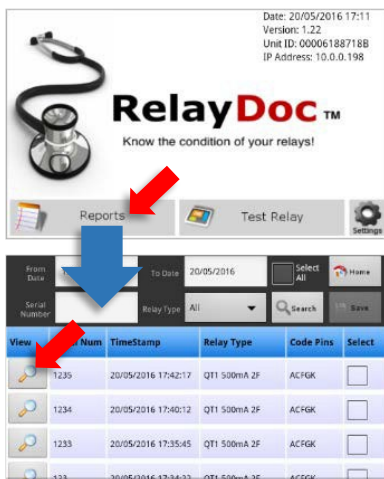 Date: 20/05/2016 17:11
Version: 1.22
Unit ID: 00006188718B
IP Address: 10.0.0.198
RelayDoc TM
Know the condition of your relays!
Reports
Test Relay
Settings
From Date
To Date
20/05/2016
Select All
Home
Serial Number
Relay Type
All
Search
Save
View
Num
TimeStamp
Relay Type
Code Pins
Select
1235 20/05/2016 17:42:17 QT1 500mA 2F ACFGK
1234 20/05/2016 17:40:12 QT1 500mA 2F ACFGK
1233 20/05/2016 17:35:45 QT1 500mA 2F ACFGK